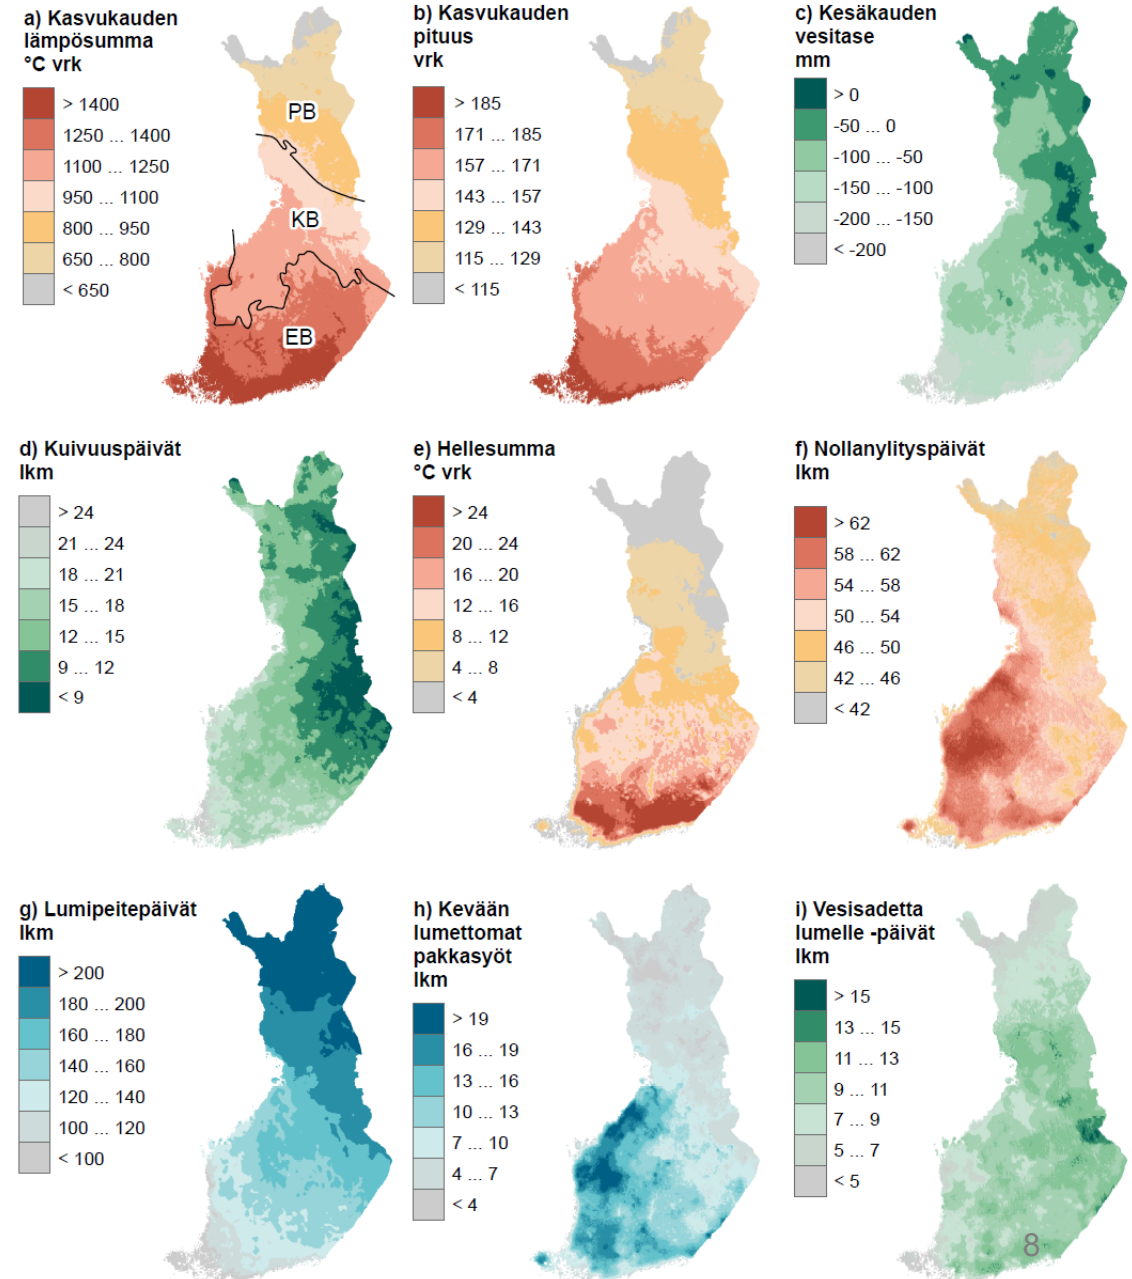 a) Kasvukauden
lämpösumma
°C vrk
> 1400
1250 ... 1400
1100 ... 1250
950 ... 1100
800 ... 950
650 ... 800
< 650
PB
KB
EB
b) Kasvukauden
pituus
vrk
> 185
171 ... 185
157 ... 171
143 ... 157
129 ... 143
115 ... 129
< 115
c) Kesäkauden
vesitase
mm
> 0
-50 ... 0
-100 ... -50
-150 ... -100
-200 ... -150
< -200
d) Kuivuuspäivät
lkm
> 24
21 ... 24
18 ... 21
15 ... 18
12 ... 15
9 ... 12
< 9
e) Hellesumma
°C vrk
> 24
20 ... 24
16 ... 20
12 ... 16
8 ... 12
4 ... 8
< 4
f) Nollanylityspäivät
lkm
> 62
58 ... 62
54 ... 58
50 ... 54
46 ... 50
42 ... 46
< 42
g) Lumipeitepäivät
lkm
> 200
180 ... 200
160 ... 180
140 ... 160
120 ... 140
100 ... 120
< 100
h) Kevään
lumettomat
pakkasyöt
lkm
> 19
16 ... 19
13 ... 16
10 ... 13
7 ... 10
4 ... 7
< 4
i) Vesisadetta
lumelle -päivät
lkm
> 15
13 ... 15
11 ... 13
9 ... 11
7 ... 9
5 ... 7
< 5
8